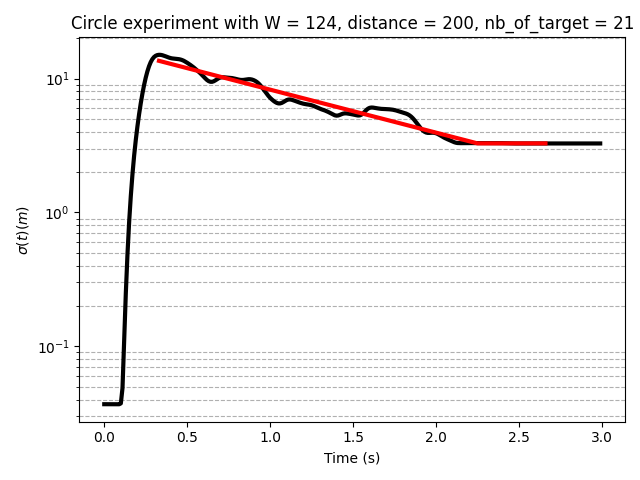 Circle experiment with W = 124, distance = 200, nb_of_target = 21
10¹
10⁰
10⁻¹
σ(t)(m)
0.0 0.5 1.0 1.5 2.0 2.5 3.0
Time (s)